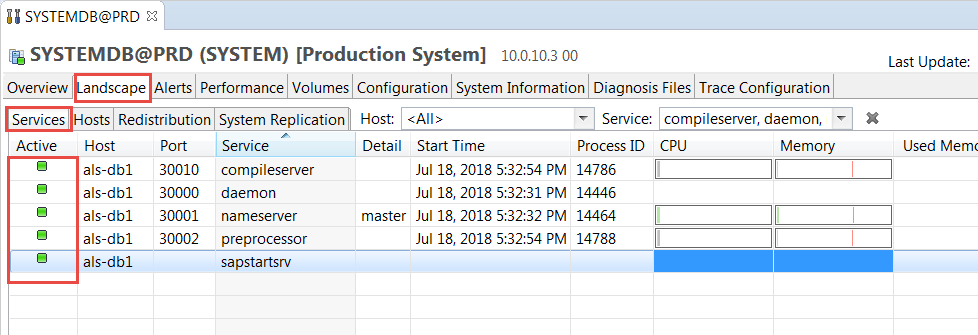 SYSTEMDB@PRD
SYSTEMDB@PRD (SYSTEM) [Production System] 10.0.10.3 00
Last Update:
Overview Landscape Alerts Performance Volumes Configuration System Information Diagnosis Files Trace Configuration
Services Hosts Redistribution System Replication Host: <All> Service: compileserver, daemon,
Active Host Port Service Detail Start Time Process ID CPU Memory Used Memo
als-db1 30010 compileserver Jul 18, 2018 5:32:54 PM 14786
als-db1 30000 daemon Jul 18, 2018 5:32:31 PM 14446
als-db1 30001 nameserver master Jul 18, 2018 5:32:32 PM 14464
als-db1 30002 preprocessor Jul 18, 2018 5:32:54 PM 14788
als-db1 sapstartsrv